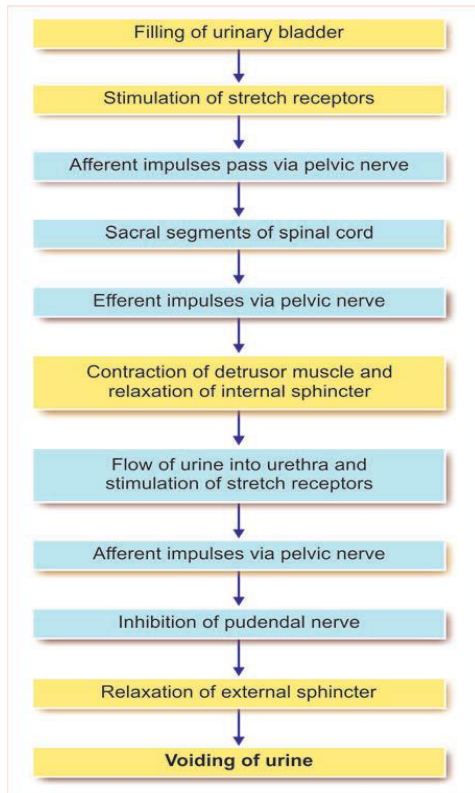 Filling of urinary bladder
Stimulation of stretch receptors
Afferent impulses pass via pelvic nerve
Sacral segments of spinal cord
Efferent impulses via pelvic nerve
Contraction of detrusor muscle and
relaxation of internal sphincter
Flow of urine into urethra and
stimulation of stretch receptors
Afferent impulses via pelvic nerve
Inhibition of pudendal nerve
Relaxation of external sphincter
Voiding of urine